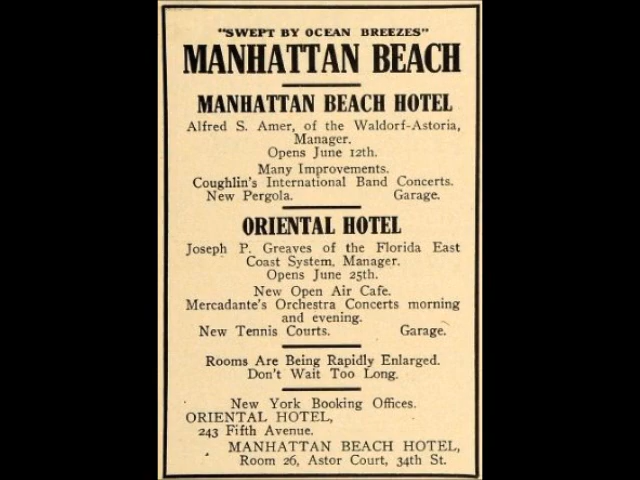 "SWEPT BY OCEAN BREEZES"
MANHATTAN BEACH
MANHATTAN BEACH HOTEL
Alfred S. Amer, of the Waldorf-Astoria,
Manager.
Opens June 12th.
Many Improvements.
Coughlin's International Band Concerts.
New Pergola. Garage.
ORIENTAL HOTEL
Joseph P. Greaves of the Florida East
Coast System, Manager.
Opens June 25th.
New Open Air Cafe.
Mercadante's Orchestra Concerts morning
and evening.
New Tennis Courts. Garage.
Rooms Are Being Rapidly Enlarged.
Don't Wait Too Long.
New York Booking Offices.
ORIENTAL HOTEL,
243 Fifth Avenue.
MANHATTAN BEACH HOTEL,
Room 26, Astor Court, 34th St.